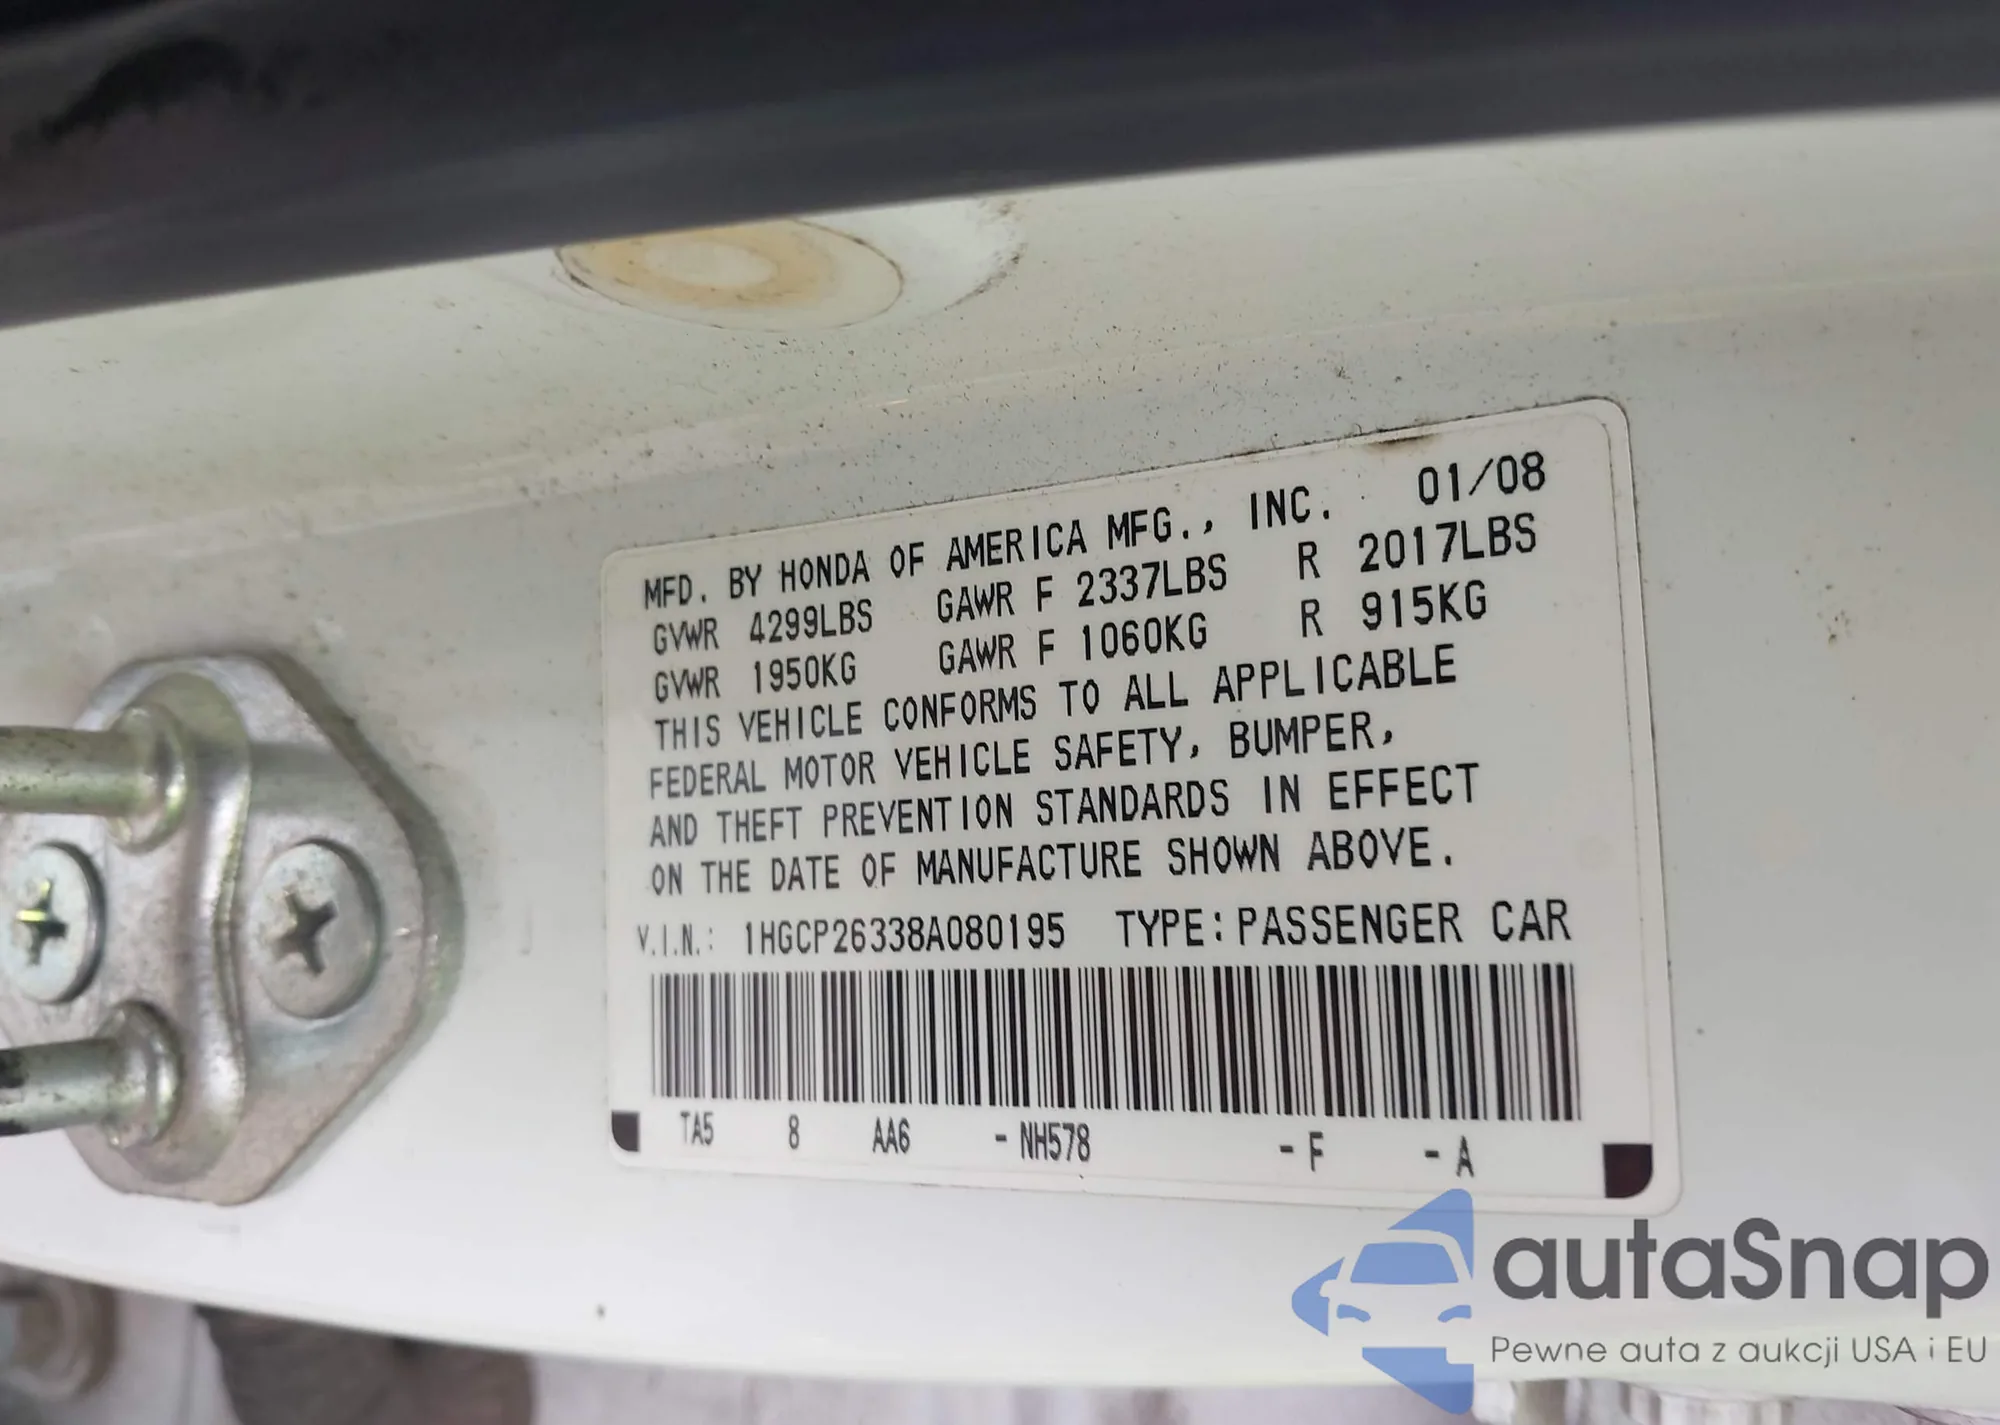 MFD. BY HONDA OF AMERICA MFG., INC. 01/08
GVWR 4299LBS GAWR F 2337LBS R 2017LBS
GVWR 1950KG GAWR F 1060KG R 915KG
THIS VEHICLE CONFORMS TO ALL APPLICABLE
FEDERAL MOTOR VEHICLE SAFETY, BUMPER,
AND THEFT PREVENTION STANDARDS IN EFFECT
ON THE DATE OF MANUFACTURE SHOWN ABOVE.
V.I.N.: 1HGCP26338A080195 TYPE: PASSENGER CAR
TA5 8 AA6 - NH578 - F - A
autaSnap
Pewne auta z aukcji USA i EU